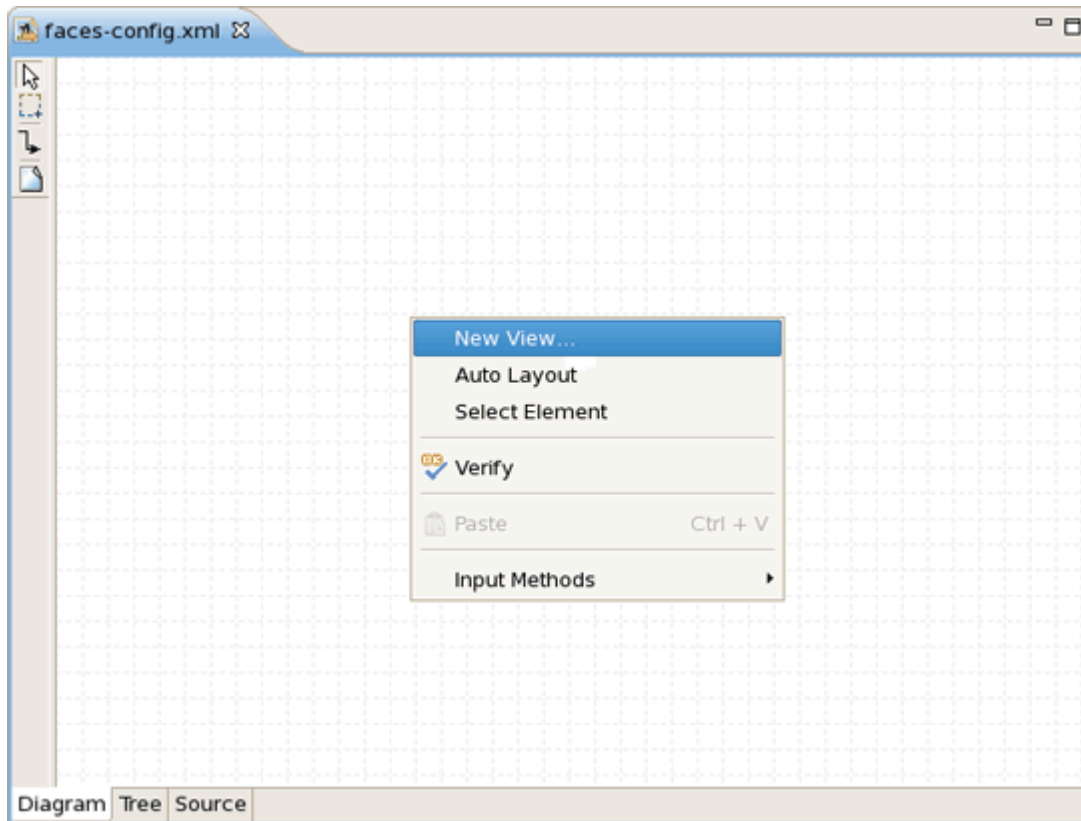 faces-config.xml
New View...
Auto Layout
Select Element
Verify
Paste Ctrl + V
Input Methods
Diagram Tree Source